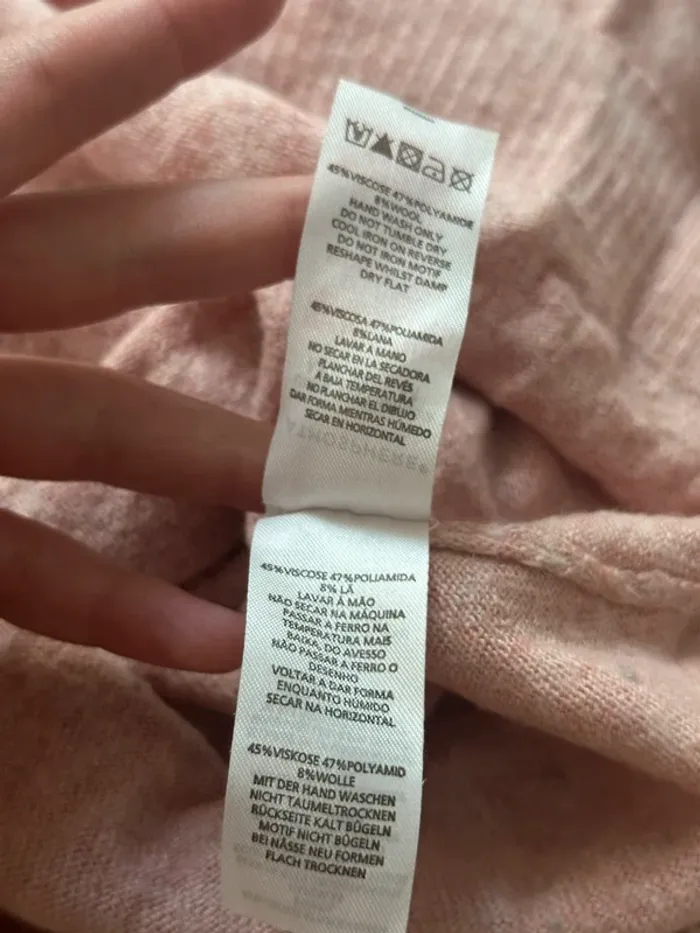 45%VISCOSE 47%POLYAMIDE
8%WOOL
HAND WASH ONLY
DO NOT TUMBLE DRY
COOL IRON ON REVERSE
DO NOT IRON MOTIF
RESHAPE WHILST DAMP
DRY FLAT
45%VISCOSA 47%POLIAMIDA
8%LANA
LAVAR A MANO
NO SECAR EN LA SECADORA
PLANCHAR DEL REVÉS
A BAJA TEMPERATURA
NO PLANCHAR EL DIBUJO
DAR FORMA MIENTRAS HÚMEDO
SECAR EN HORIZONTAL
ATMOSPHERE®
45%VISCOSE 47%POLIAMIDA
8% LÃ
LAVAR À MÃO
NÃO SECAR NA MÁQUINA
PASSAR A FERRO NA
TEMPERATURA MAIS
BAIXA, DO AVESSO
NÃO PASSAR A FERRO O
DESENHO
VOLTAR A DAR FORMA
ENQUANTO HÚMIDO
SECAR NA HORIZONTAL
45%VISKOSE 47%POLYAMID
8%WOLLE
MIT DER HAND WASCHEN
NICHT TAUMELTROCKNEN
RÜCKSEITE KALT BÜGELN
MOTIF NICHT BÜGELN
BEI NÄSSE NEU FORMEN
FLACH TROCKNEN